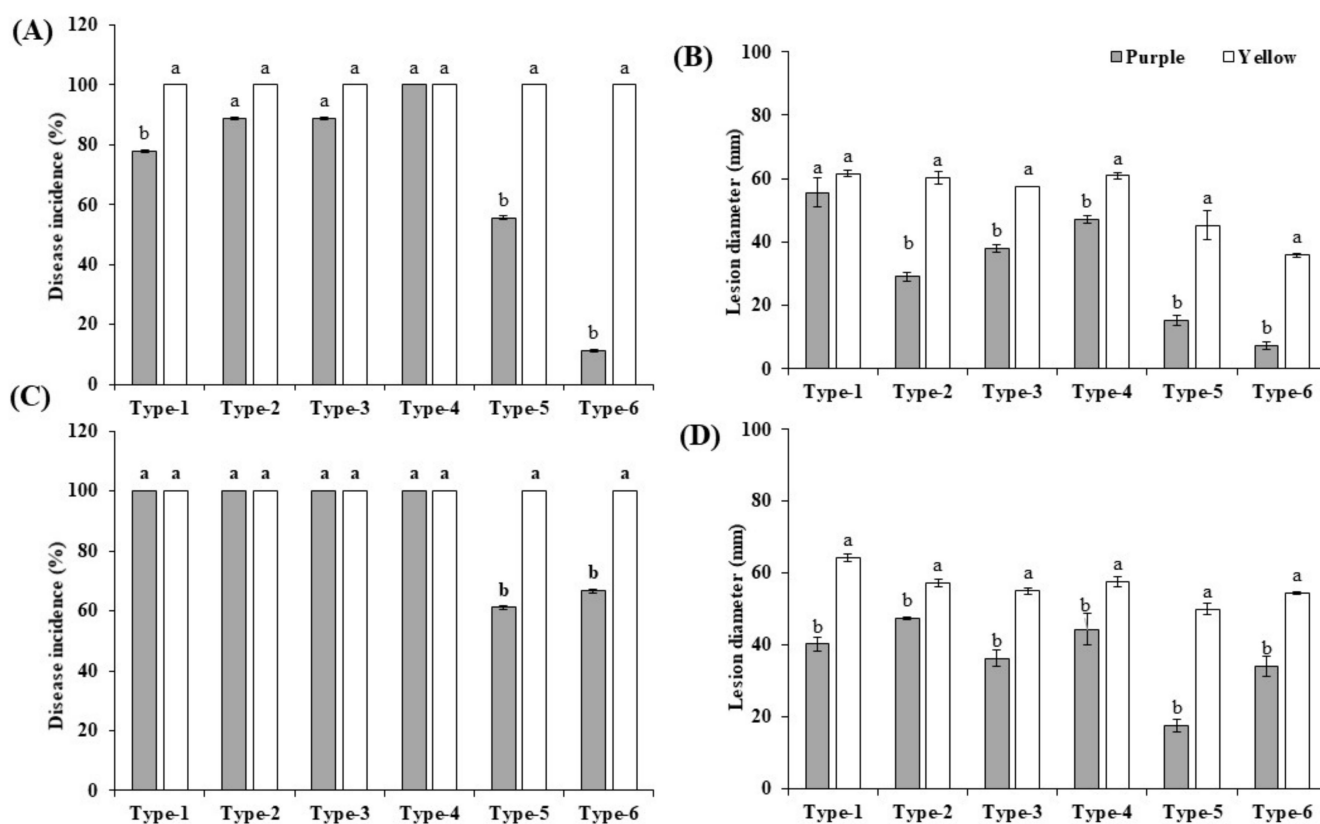 (A)
120
100
80
60
40
20
0
Disease incidence (%)
b a a a a a a a b a b a
Type-1 Type-2 Type-3 Type-4 Type-5 Type-6
(B)
Purple Yellow
100
80
60
40
20
0
Lesion diameter (mm)
a a b a b a b a b a b a
Type-1 Type-2 Type-3 Type-4 Type-5 Type-6
(C)
120
100
80
60
40
20
0
Disease incidence (%)
a a a a a a a a b a b a
Type-1 Type-2 Type-3 Type-4 Type-5 Type-6
(D)
100
80
60
40
20
0
Lesion diameter (mm)
b a b a b a b a b a b a
Type-1 Type-2 Type-3 Type-4 Type-5 Type-6